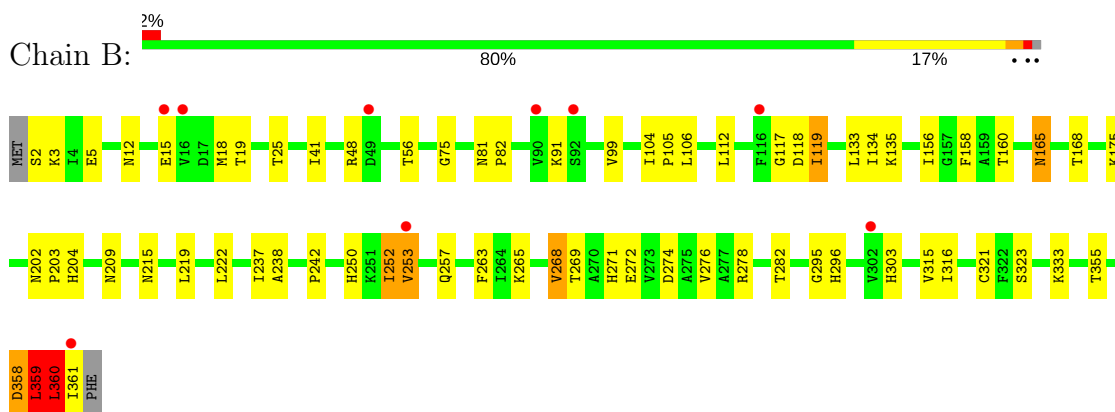 2%
Chain B:
80% 17% • ••
MET S2 K3 I4 E5 N12 E15 V16 D17 M18 T19 T25 I41 R48 D49 T56 G75 N81 P82 V90 K91 S92 V99 I104 P105 L106 L112 F116 G117 D118 I119 L133 I134 K135 I156 G157 F158 A159 T160 N165 T168 K175
N202 P203 H204 N209 N215 L219 L222 I237 A238 P242 H250 K251 I252 V253 Q257 F263 I264 K265 V268 T269 A270 H271 E272 V273 D274 A275 V276 A277 R278 T282 G295 H296 V302 H303 V315 I316 C321 F322 S323 K333 T355
D358 L359 L360 I361 PHE